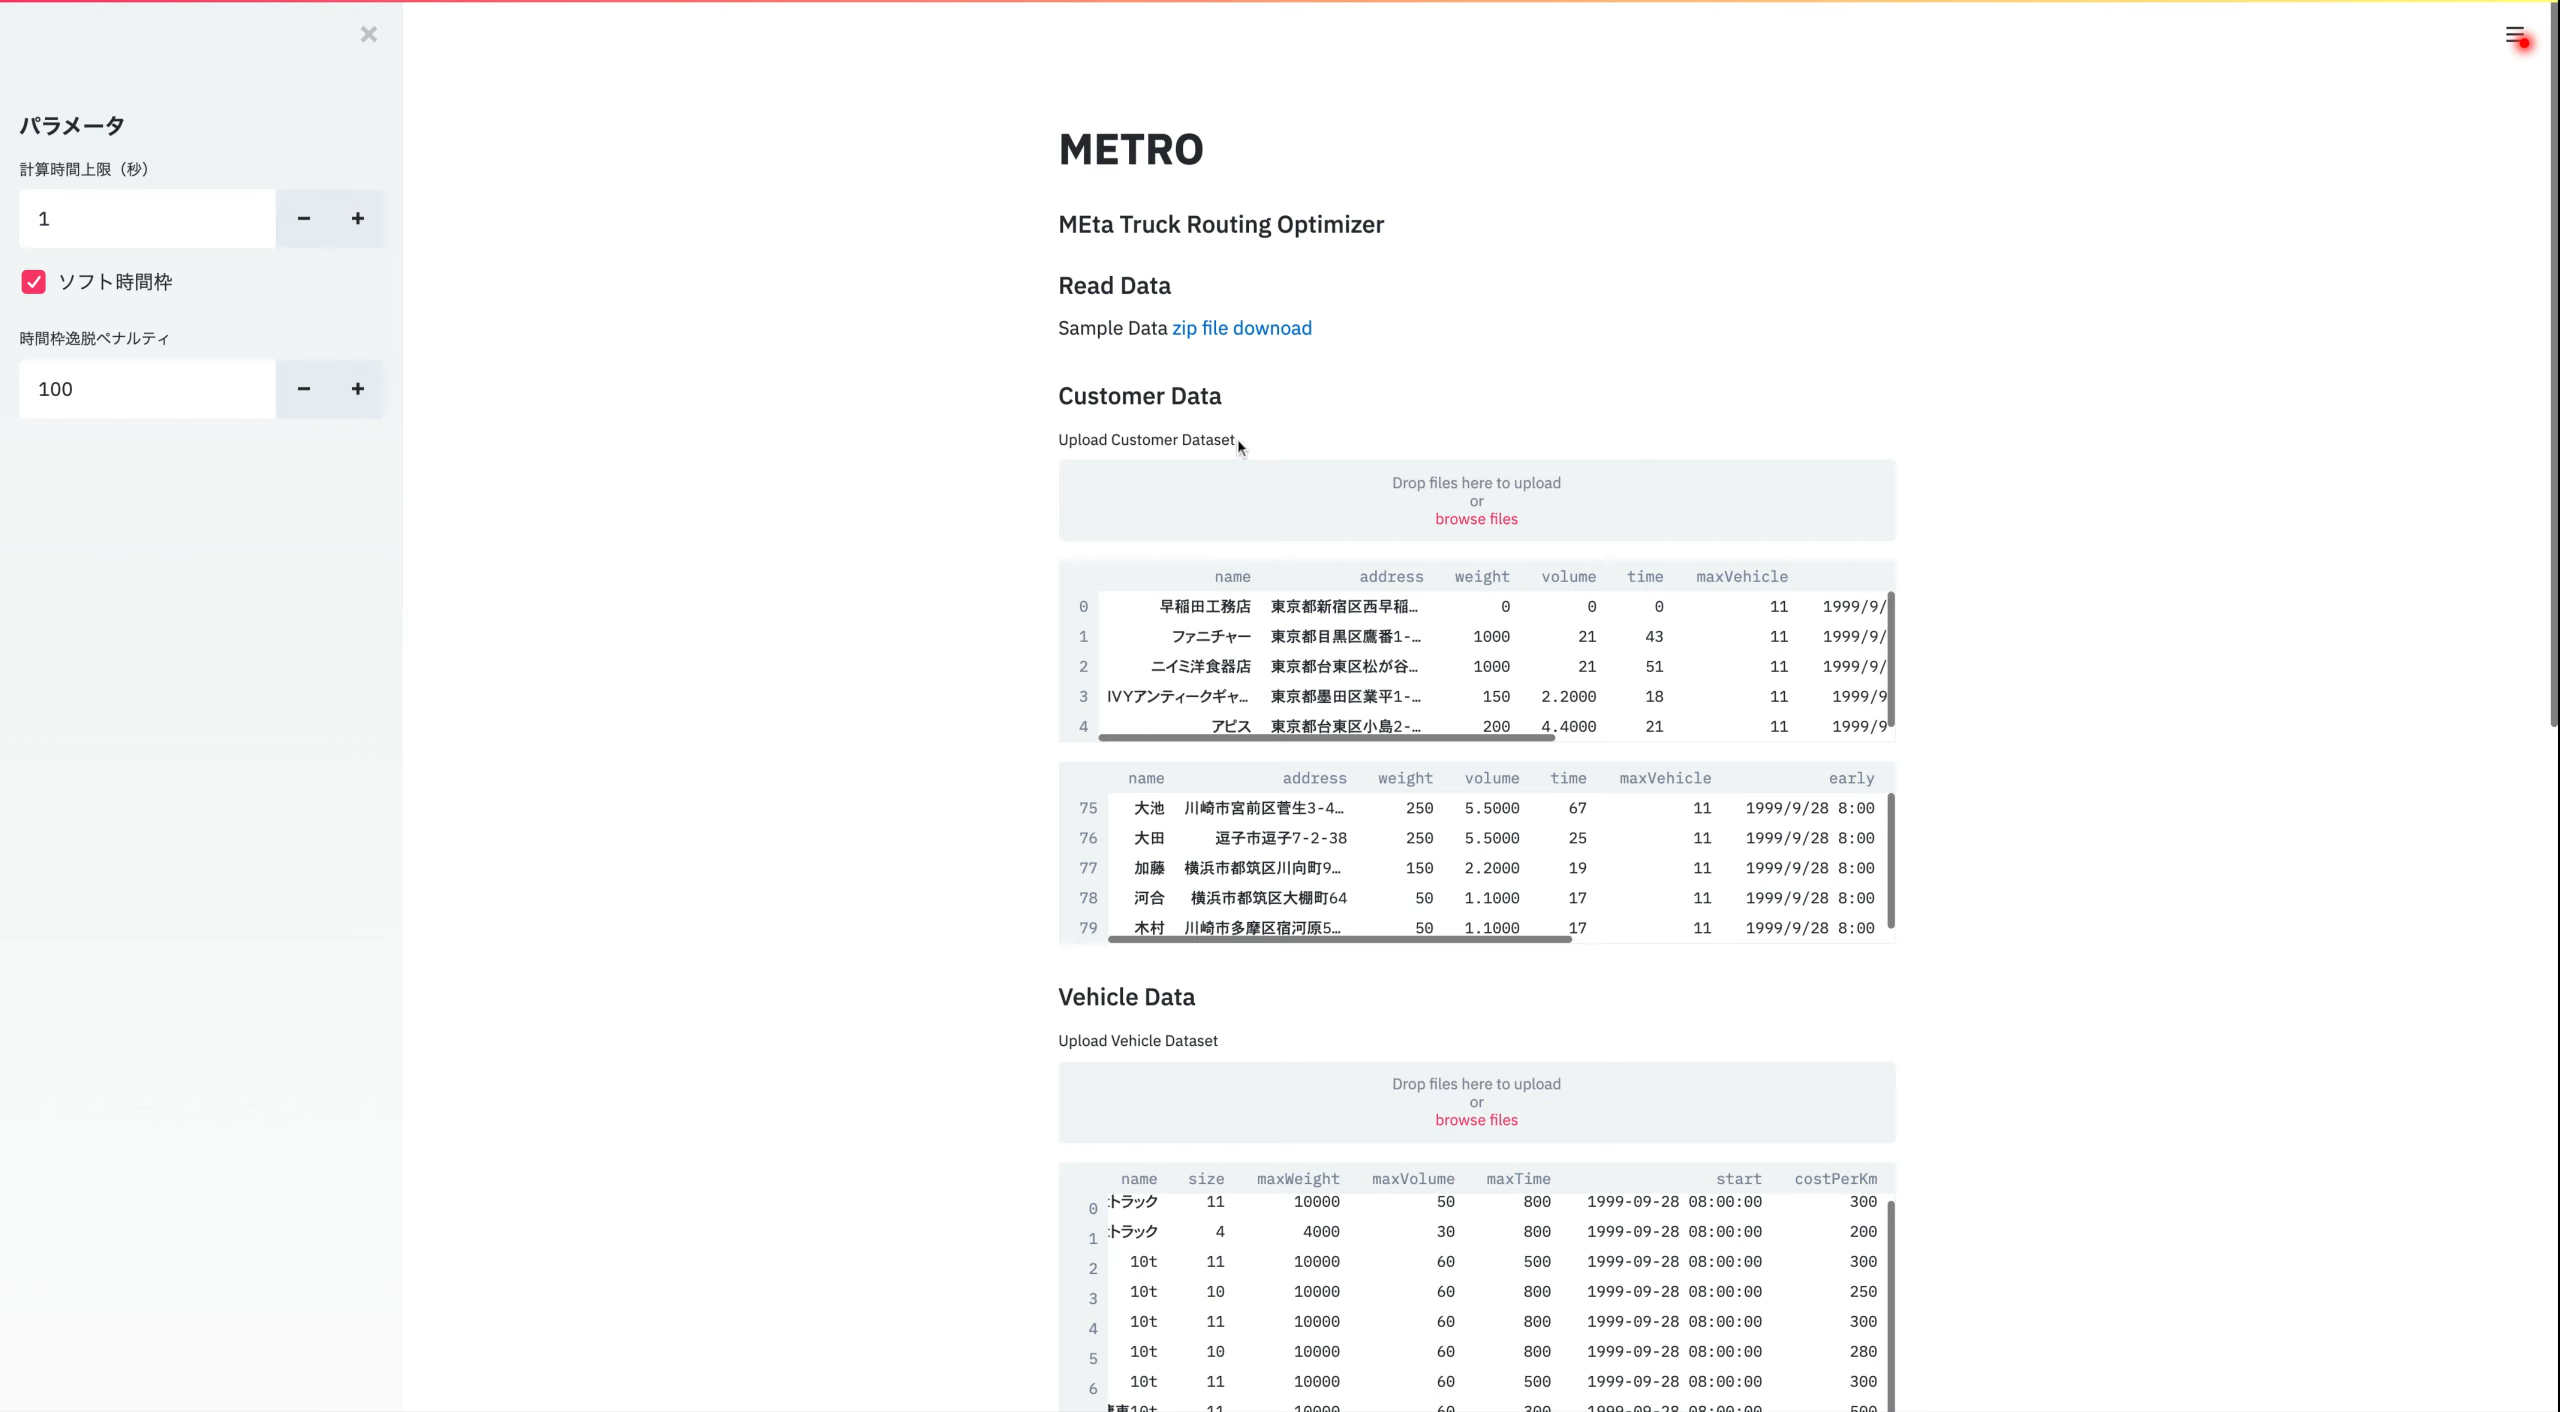 パラメータ
計算時間上限（秒）
1
ソフト時間枠
時間枠逸脱ペナルティ
100
METRO
MEta Truck Routing Optimizer
Read Data
Sample Data zip file downoad
Customer Data
Upload Customer Dataset
Drop files here to upload
or
browse files
name address weight volume time maxVehicle
0 早稲田工務店 東京都新宿区西早稲… 0 0 0 11 1999/9/
1 ファニチャー 東京都目黒区鷹番1-… 1000 21 43 11 1999/9/
2 ニイミ洋食器店 東京都台東区松が谷… 1000 21 51 11 1999/9/
3 IVYアンティークギャ… 東京都墨田区業平1-… 150 2.2000 18 11 1999/9
4 アピス 東京都台東区小島2-… 200 4.4000 21 11 1999/9
name address weight volume time maxVehicle early
75 大池 川崎市宮前区菅生3-4… 250 5.5000 67 11 1999/9/28 8:00
76 大田 逗子市逗子7-2-38 250 5.5000 25 11 1999/9/28 8:00
77 加藤 横浜市都筑区川向町9… 150 2.2000 19 11 1999/9/28 8:00
78 河合 横浜市都筑区大棚町64 50 1.1000 17 11 1999/9/28 8:00
79 木村 川崎市多摩区宿河原5… 50 1.1000 17 11 1999/9/28 8:00
Vehicle Data
Upload Vehicle Dataset
Drop files here to upload
or
browse files
name size maxWeight maxVolume maxTime start costPerKm
0 トラック 11 10000 50 800 1999-09-28 08:00:00 300
1 トラック 4 4000 30 800 1999-09-28 08:00:00 200
2 10t 11 10000 60 500 1999-09-28 08:00:00 300
3 10t 10 10000 60 800 1999-09-28 08:00:00 250
4 10t 11 10000 60 800 1999-09-28 08:00:00 300
5 10t 10 10000 60 800 1999-09-28 08:00:00 280
6 10t 11 10000 60 500 1999-09-28 08:00:00 300
10t 11 10000 60 300 1999-09-28 08:00:00 500